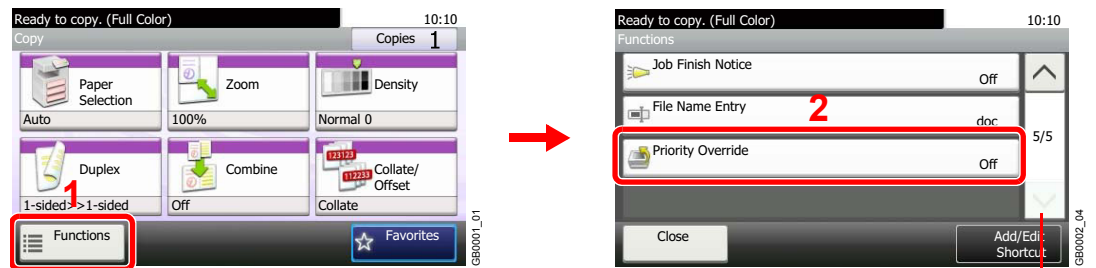 Ready to copy. (Full Color)
10:10
Copy
Copies 1
Paper
Selection
Auto
Zoom
100%
Density
Normal 0
Duplex
1-sided>>1-sided
Combine
Off
123123
112233
Collate/
Offset
Collate
1
Functions
Favorites
GB0001_01
Ready to copy. (Full Color)
10:10
Functions
Job Finish Notice
Off
File Name Entry
doc
2
Priority Override
Off
5/5
Close
Add/Edit
Shortcut
GB0002_04